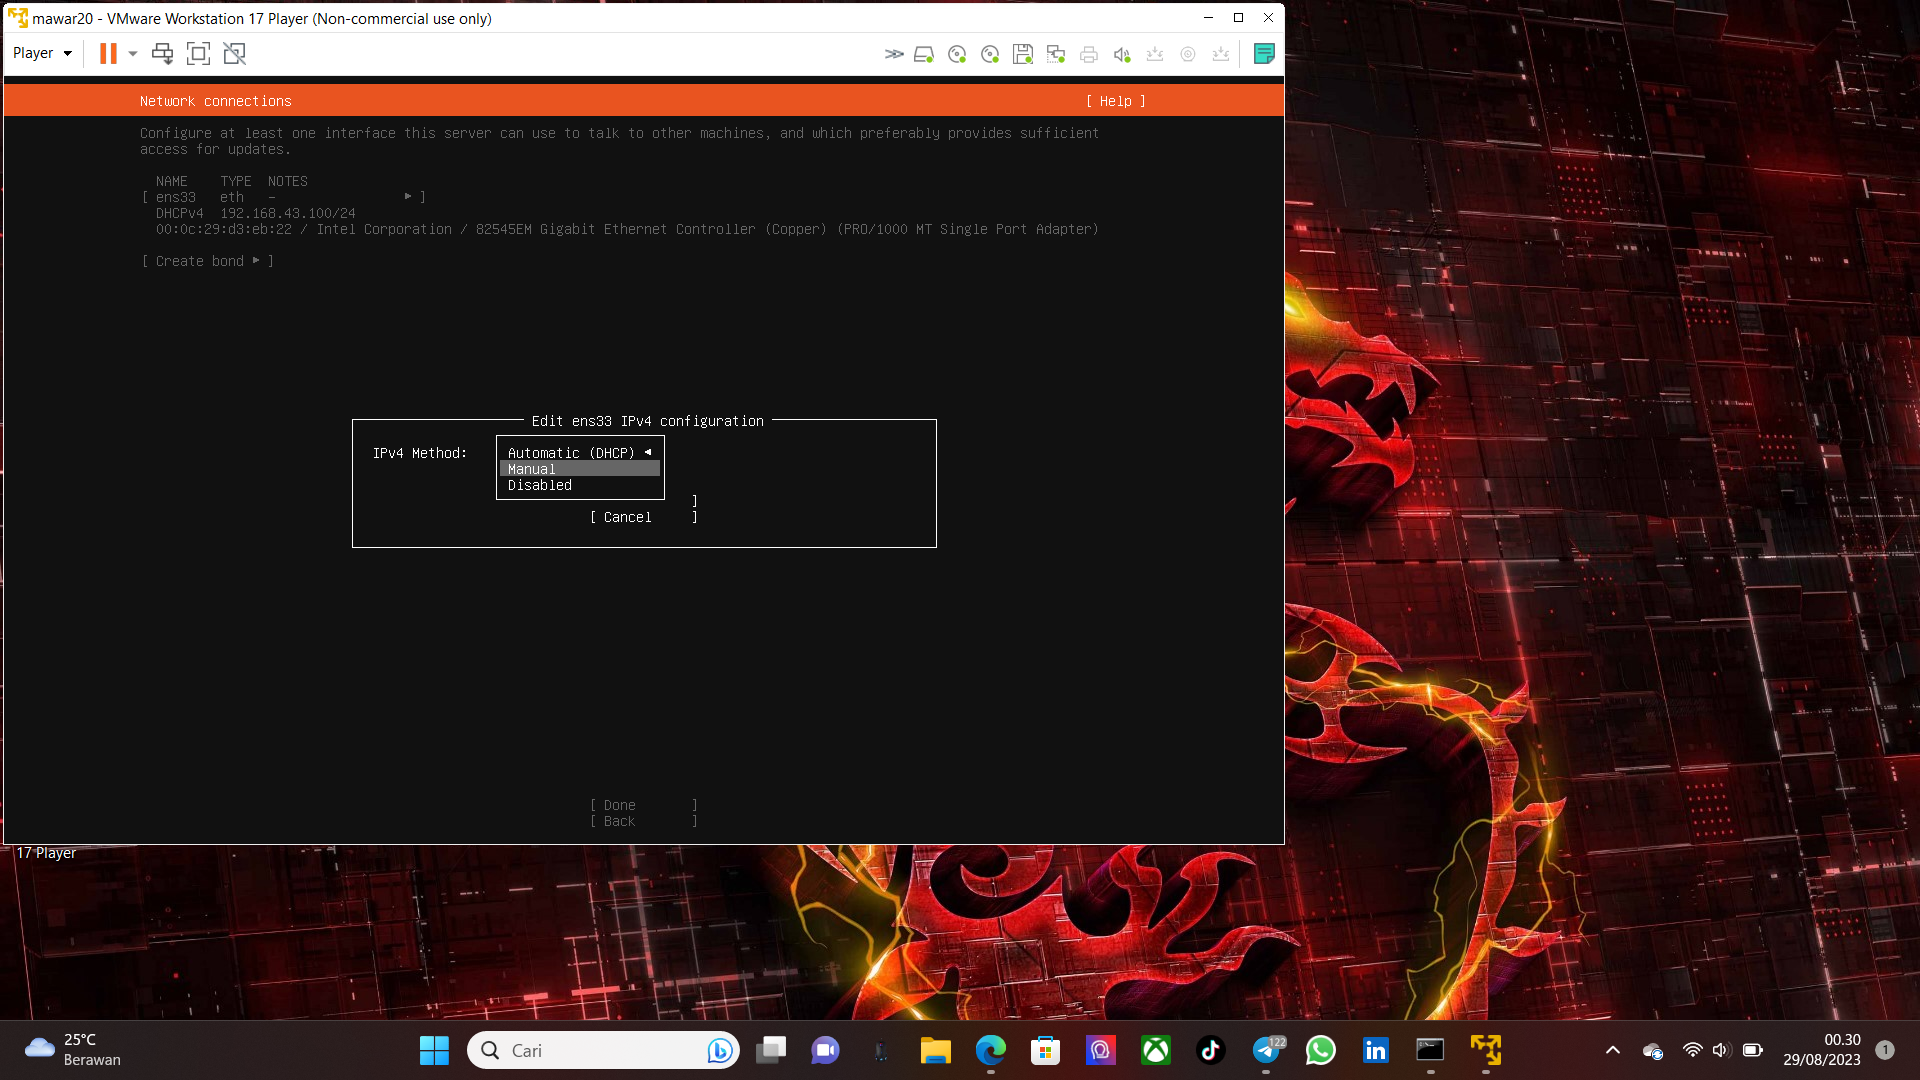 mawar20 - VMware Workstation 17 Player (Non-commercial use only)
Player
Network connections [ Help ]
Configure at least one interface this server can use to talk to other machines, and which preferably provides sufficient
access for updates.
NAME TYPE NOTES
[ ens33 eth - ▸ ]
DHCPv4 192.168.43.100/24
00:0c:29:d3:eb:22 / Intel Corporation / 82545EM Gigabit Ethernet Controller (Copper) (PRO/1000 MT Single Port Adapter)
[ Create bond ▸ ]
Edit ens33 IPv4 configuration
IPv4 Method: Automatic (DHCP) ◂
Manual
Disabled
]
[ Cancel ]
[ Done ]
[ Back ]
17 Player
25°C
Berawan
Cari
122
in
00.30
29/08/2023
1